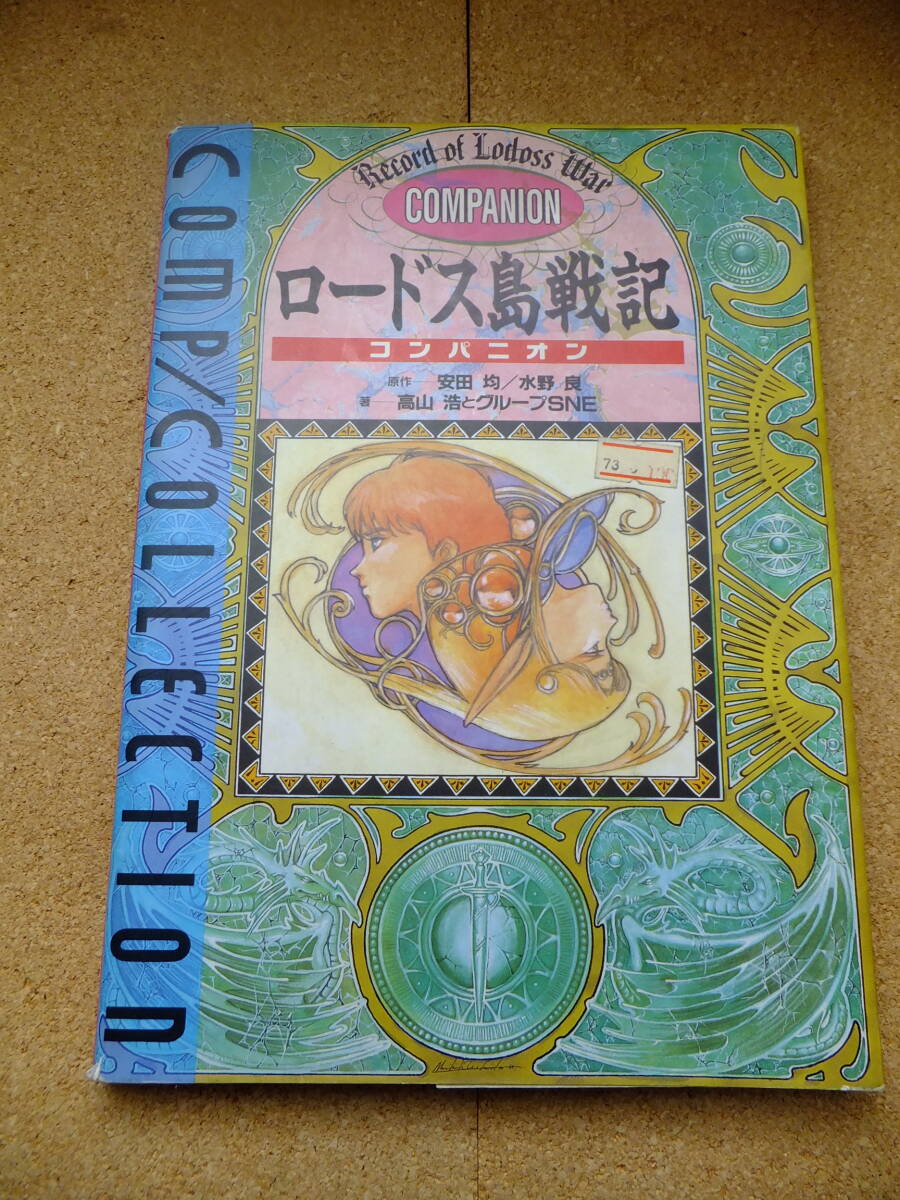 Record of Lodoss War
COMPANION
ロードス島戦記
コンパニオン
原作 安田 均／水野 良
著 高山 浩とグループSNE
COMP/COLLECTION
73